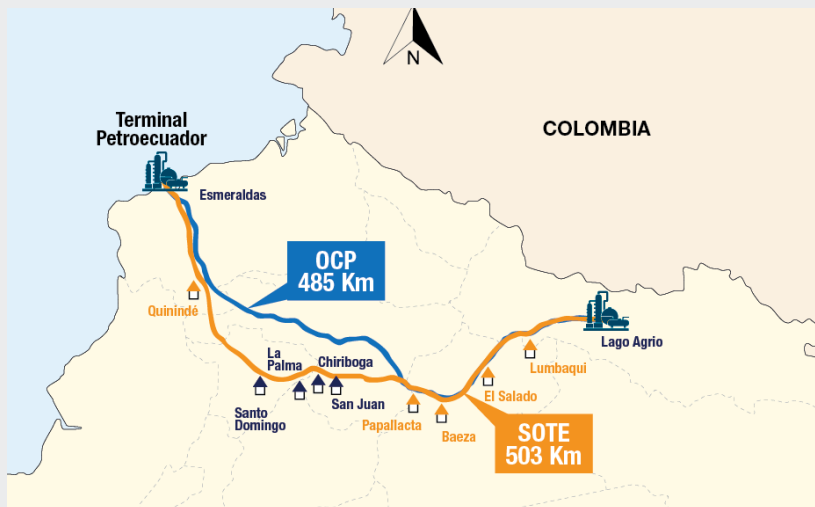 N
COLOMBIA
Terminal
Petroecuador
Esmeraldas
OCP
485 Km
Quinindé
Lago Agrio
La
Palma
Chiriboga
Lumbaqui
El Salado
San Juan
Santo
Domingo
Papallacta
Baeza
SOTE
503 Km